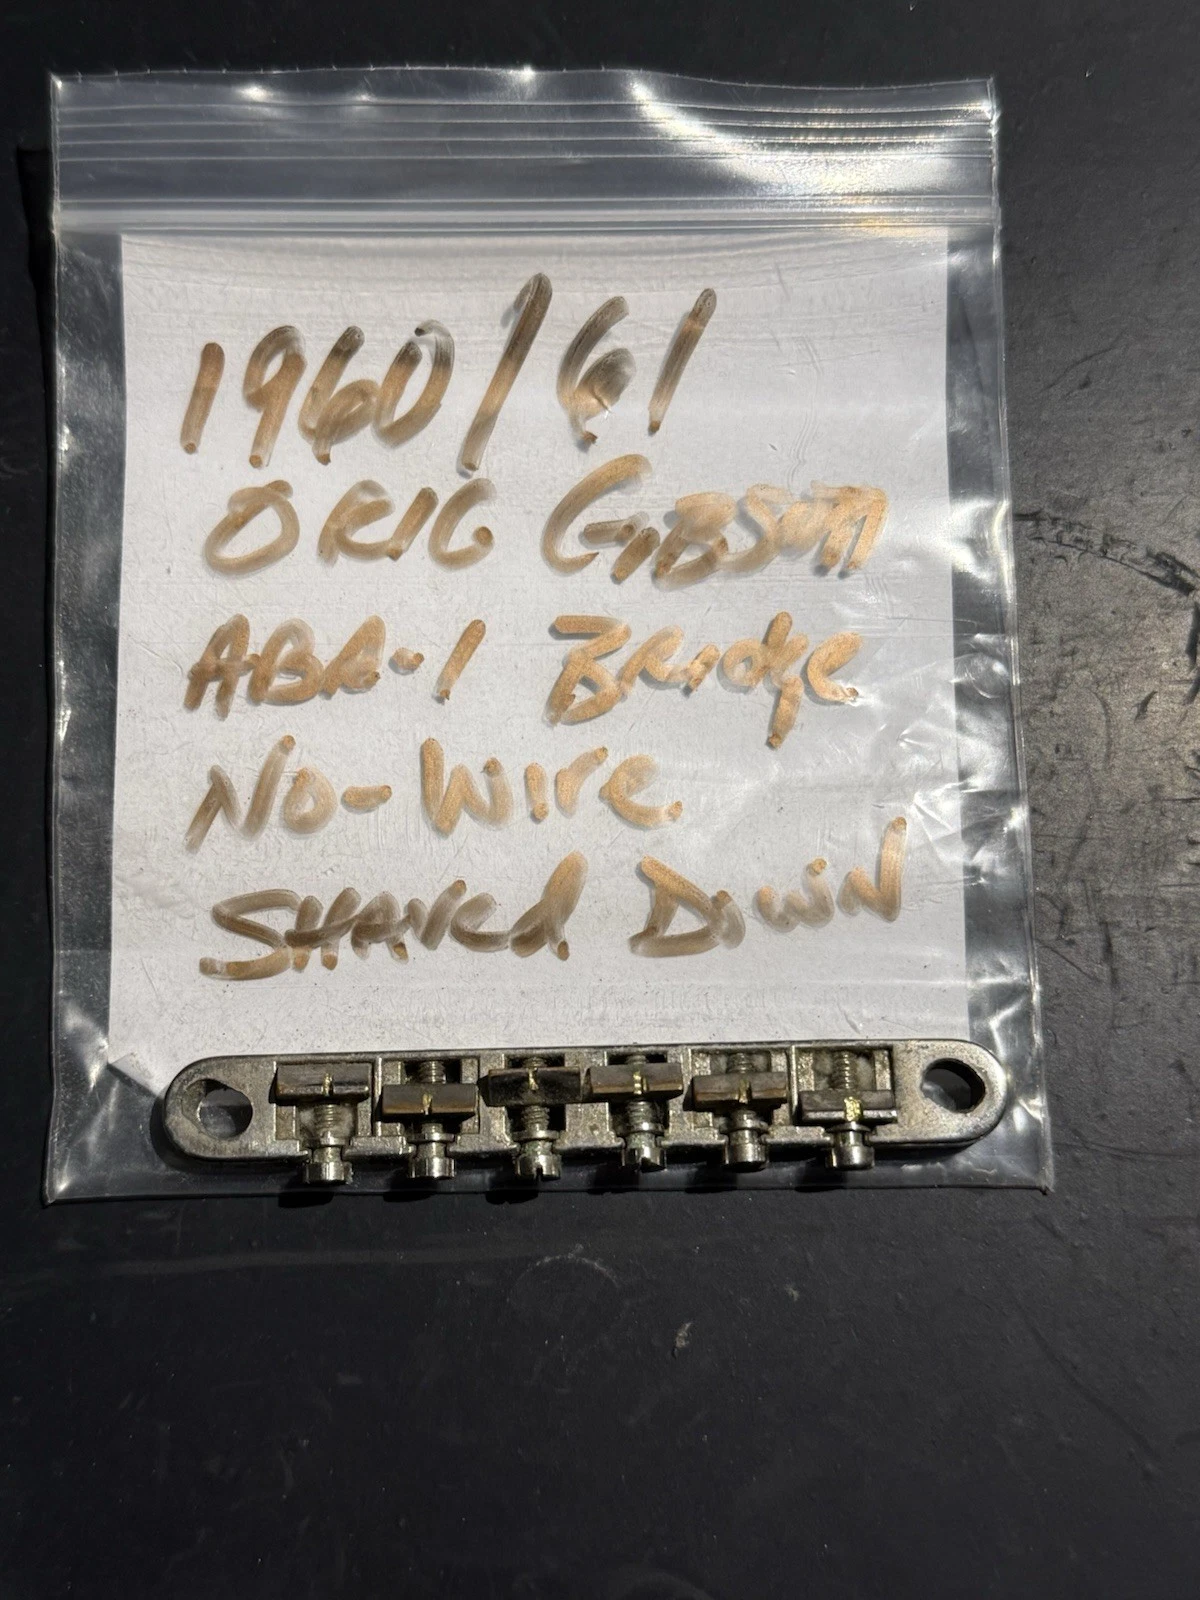 1960/61
ORIG GIBSON
ABR-1 Bridge
No-Wire
SHAVEd DOWN